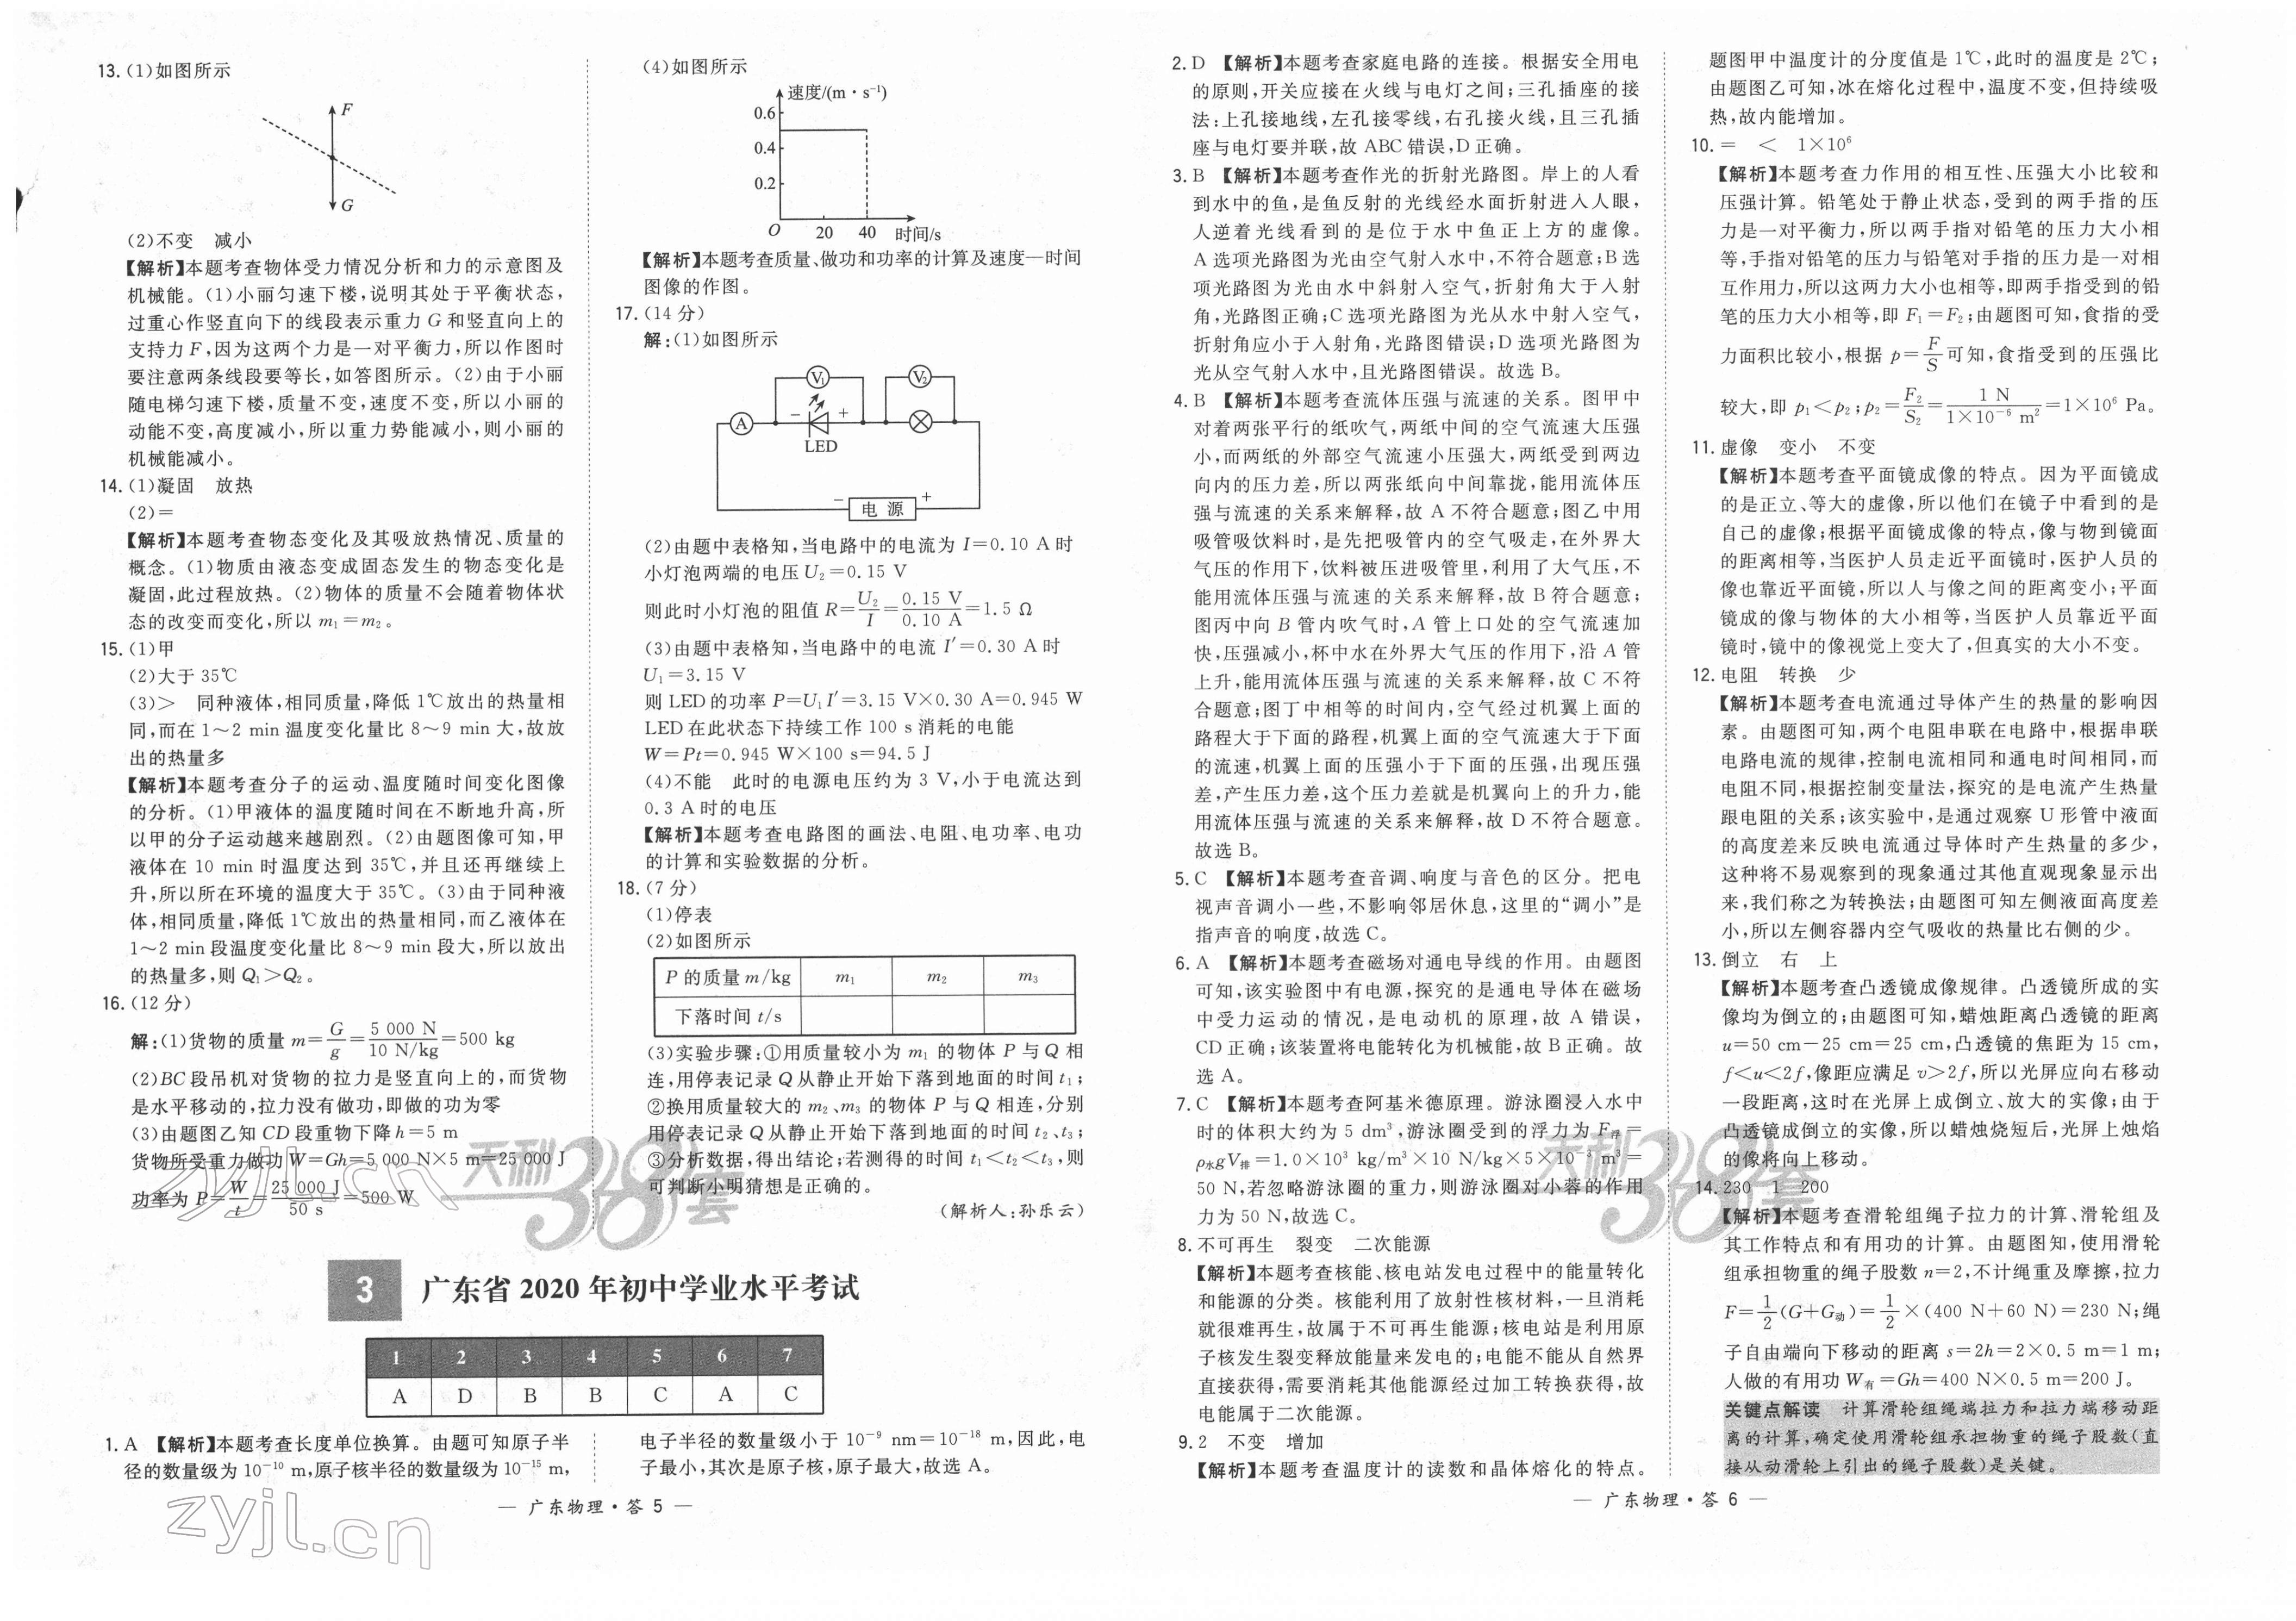 13. (1)如图所示
F
G
(2)不变　减小
【解析】本题考查物体受力情况分析和力的示意图及
机械能。(1)小丽匀速下楼,说明其处于平衡状态,
过重心作竖直向下的线段表示重力 G 和竖直向上的
支持力 F,因为这两个力是一对平衡力,所以作图时
要注意两条线段要等长,如答图所示。(2)由于小丽
随电梯匀速下楼,质量不变,速度不变,所以小丽的
动能不变,高度减小,所以重力势能减小,则小丽的
机械能减小。
14. (1)凝固　放热
(2)=
【解析】本题考查物态变化及其吸放热情况、质量的
概念。(1)物质由液态变成固态发生的物态变化是
凝固,此过程放热。(2)物体的质量不会随着物体状
态的改变而变化,所以 m₁=m₂。
15. (1)甲
(2)大于 35℃
(3)>　同种液体,相同质量,降低 1℃放出的热量相
同,而在 1～2 min 温度变化量比 8～9 min 大,故放
出的热量多
【解析】本题考查分子的运动、温度随时间变化图像
的分析。(1)甲液体的温度随时间在不断地升高,所
以甲的分子运动越来越剧烈。(2)由题图像可知,甲
液体在 10 min 时温度达到 35℃,并且还再继续上
升,所以所在环境的温度大于 35℃。(3)由于同种液
体,相同质量,降低 1℃放出的热量相同,而乙液体在
1～2 min 段温度变化量比 8～9 min 段大,所以放出
的热量多,则 Q₁>Q₂。
16. (12 分)
解:(1)货物的质量 m=G/g=5 000 N/10 N/kg=500 kg
(2)BC 段吊机对货物的拉力是竖直向上的,而货物
是水平移动的,拉力没有做功,即做的功为零
(3)由题图乙知 CD 段重物下降 h=5 m
货物所受重力做功 W=Gh=5 000 N×5 m=25 000 J
功率为 P=W/t=25 000 J/50 s=500 W
(4)如图所示
速度/(m·s⁻¹)
0.6
0.4
0.2
O 20 40 时间/s
【解析】本题考查质量、做功和功率的计算及速度—时间
图像的作图。
17. (14 分)
解:(1)如图所示
V₁ V₂
A − +
LED
− +
电 源
(2)由题中表格知,当电路中的电流为 I=0.10 A 时
小灯泡两端的电压 U₂=0.15 V
则此时小灯泡的阻值 R=U₂/I=0.15 V/0.10 A=1.5 Ω
(3)由题中表格知,当电路中的电流 I′=0.30 A 时
U₁=3.15 V
则 LED 的功率 P=U₁I′=3.15 V×0.30 A=0.945 W
LED 在此状态下持续工作 100 s 消耗的电能
W=Pt=0.945 W×100 s=94.5 J
(4)不能　此时的电源电压约为 3 V,小于电流达到
0.3 A 时的电压
【解析】本题考查电路图的画法、电阻、电功率、电功
的计算和实验数据的分析。
18. (7 分)
(1)停表
(2)如图所示
P 的质量 m/kg m₁ m₂ m₃
下落时间 t/s
(3)实验步骤:①用质量较小为 m₁ 的物体 P 与 Q 相
连,用停表记录 Q 从静止开始下落到地面的时间 t₁;
②换用质量较大的 m₂、m₃ 的物体 P 与 Q 相连,分别
用停表记录 Q 从静止开始下落到地面的时间 t₂、t₃;
③分析数据,得出结论;若测得的时间 t₁<t₂<t₃,则
可判断小明猜想是正确的。
(解析人:孙乐云)
3 广东省 2020 年初中学业水平考试
1 2 3 4 5 6 7
A D B B C A C
1. A 【解析】本题考查长度单位换算。由题可知原子半
径的数量级为 10⁻¹⁰ m,原子核半径的数量级为 10⁻¹⁵ m,
电子半径的数量级小于 10⁻⁹ nm=10⁻¹⁸ m,因此,电
子最小,其次是原子核,原子最大,故选 A。
— 广东物理·答 5 —
2. D 【解析】本题考查家庭电路的连接。根据安全用电
的原则,开关应接在火线与电灯之间;三孔插座的接
法:上孔接地线,左孔接零线,右孔接火线,且三孔插
座与电灯要并联,故 ABC 错误,D 正确。
3. B 【解析】本题考查作光的折射光路图。岸上的人看
到水中的鱼,是鱼反射的光线经水面折射进入人眼,
人逆着光线看到的是位于水中鱼正上方的虚像。
A 选项光路图为光由空气射入水中,不符合题意;B 选
项光路图为光由水中斜射入空气,折射角大于入射
角,光路图正确;C 选项光路图为光从水中射入空气,
折射角应小于入射角,光路图错误;D 选项光路图为
光从空气射入水中,且光路图错误。故选 B。
4. B 【解析】本题考查流体压强与流速的关系。图甲中
对着两张平行的纸吹气,两纸中间的空气流速大压强
小,而两纸的外部空气流速小压强大,两纸受到两边
向内的压力差,所以两张纸向中间靠拢,能用流体压
强与流速的关系来解释,故 A 不符合题意;图乙中用
吸管吸饮料时,是先把吸管内的空气吸走,在外界大
气压的作用下,饮料被压进吸管里,利用了大气压,不
能用流体压强与流速的关系来解释,故 B 符合题意;
图丙中向 B 管内吹气时,A 管上口处的空气流速加
快,压强减小,杯中水在外界大气压的作用下,沿 A 管
上升,能用流体压强与流速的关系来解释,故 C 不符
合题意;图丁中相等的时间内,空气经过机翼上面的
路程大于下面的路程,机翼上面的空气流速大于下面
的流速,机翼上面的压强小于下面的压强,出现压强
差,产生压力差,这个压力差就是机翼向上的升力,能
用流体压强与流速的关系来解释,故 D 不符合题意。
故选 B。
5. C 【解析】本题考查音调、响度与音色的区分。把电
视声音调小一些,不影响邻居休息,这里的“调小”是
指声音的响度,故选 C。
6. A 【解析】本题考查磁场对通电导线的作用。由题图
可知,该实验图中有电源,探究的是通电导体在磁场
中受力运动的情况,是电动机的原理,故 A 错误,
CD 正确;该装置将电能转化为机械能,故 B 正确。故
选 A。
7. C 【解析】本题考查阿基米德原理。游泳圈浸入水中
时的体积大约为 5 dm³,游泳圈受到的浮力为 F浮=
ρ水gV排=1.0×10³ kg/m³×10 N/kg×5×10⁻³ m³=
50 N,若忽略游泳圈的重力,则游泳圈对小蓉的作用
力为 50 N,故选 C。
8. 不可再生　裂变　二次能源
【解析】本题考查核能、核电站发电过程中的能量转化
和能源的分类。核能利用了放射性核材料,一旦消耗
就很难再生,故属于不可再生能源;核电站是利用原
子核发生裂变释放能量来发电的;电能不能从自然界
直接获得,需要消耗其他能源经过加工转换获得,故
电能属于二次能源。
9. 2　不变　增加
【解析】本题考查温度计的读数和晶体熔化的特点。
题图甲中温度计的分度值是 1℃,此时的温度是 2℃;
由题图乙可知,冰在熔化过程中,温度不变,但持续吸
热,故内能增加。
10. =　<　1×10⁶
【解析】本题考查力作用的相互性、压强大小比较和
压强计算。铅笔处于静止状态,受到的两手指的压
力是一对平衡力,所以两手指对铅笔的压力大小相
等,手指对铅笔的压力与铅笔对手指的压力是一对相
互作用力,所以这两力大小也相等,即两手指受到的铅
笔的压力大小相等,即 F₁=F₂;由题图可知,食指的受
力面积比较小,根据 p=F/S可知,食指受到的压强比
较大,即 p₁<p₂;p₂=F₂/S₂=1 N/1×10⁻⁶ m²=1×10⁶ Pa。
11. 虚像　变小　不变
【解析】本题考查平面镜成像的特点。因为平面镜成
的是正立、等大的虚像,所以他们在镜子中看到的是
自己的虚像;根据平面镜成像的特点,像与物到镜面
的距离相等,当医护人员走近平面镜时,医护人员的
像也靠近平面镜,所以人与像之间的距离变小;平面
镜成的像与物体的大小相等,当医护人员靠近平面
镜时,镜中的像视觉上变大了,但真实的大小不变。
12. 电阻　转换　少
【解析】本题考查电流通过导体产生的热量的影响因
素。由题图可知,两个电阻串联在电路中,根据串联
电路电流的规律,控制电流相同和通电时间相同,而
电阻不同,根据控制变量法,探究的是电流产生热量
跟电阻的关系;该实验中,是通过观察 U 形管中液面
的高度差来反映电流通过导体时产生热量的多少,
这种将不易观察到的现象通过其他直观现象显示出
来,我们称之为转换法;由题图可知左侧液面高度差
小,所以左侧容器内空气吸收的热量比右侧的少。
13. 倒立　右　上
【解析】本题考查凸透镜成像规律。凸透镜所成的实
像均为倒立的;由题图可知,蜡烛距离凸透镜的距离
u=50 cm−25 cm=25 cm,凸透镜的焦距为 15 cm,
f<u<2f,像距应满足 v>2f,所以光屏应向右移动
一段距离,这时在光屏上成倒立、放大的实像;由于
凸透镜成倒立的实像,所以蜡烛烧短后,光屏上烛焰
的像将向上移动。
14. 230　1　200
【解析】本题考查滑轮组绳子拉力的计算、滑轮组及
其工作特点和有用功的计算。由题图知,使用滑轮
组承担物重的绳子股数 n=2,不计绳重及摩擦,拉力
F=1/2(G+G动)=1/2×(400 N+60 N)=230 N;绳
子自由端向下移动的距离 s=2h=2×0.5 m=1 m;
人做的有用功 W有=Gh=400 N×0.5 m=200 J。
关键点解读　计算滑轮组绳端拉力和拉力端移动距
离的计算,确定使用滑轮组承担物重的绳子股数(直
接从动滑轮上引出的绳子股数)是关键。
— 广东物理·答 6 —
天利38套
天利38套
zyjl.cn
zyjl.cn